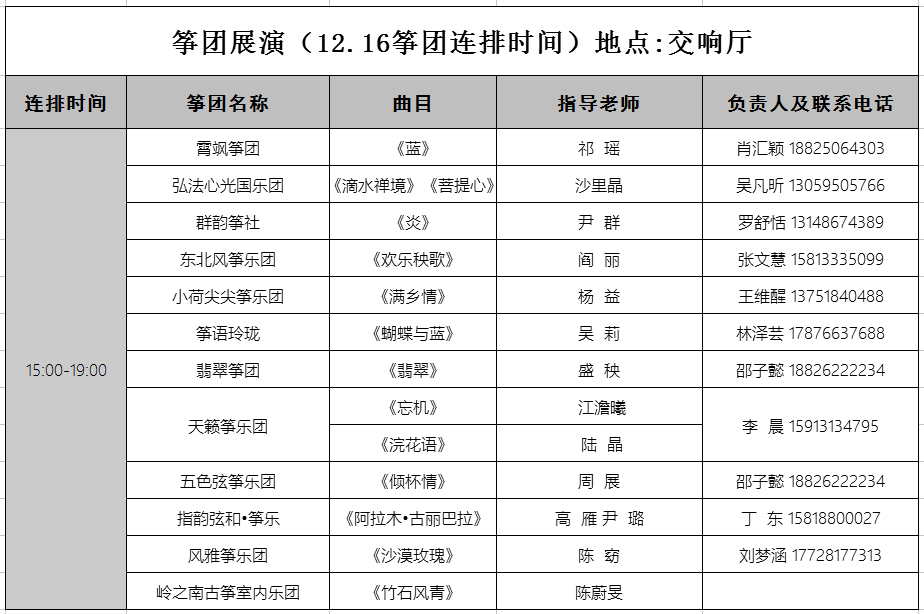 筝团展演（12.16筝团连排时间）地点:交响厅
连排时间 筝团名称 曲目 指导老师 负责人及联系电话
15:00-19:00
霄飒筝团 《蓝》 祁 瑶 肖汇颖 18825064303
弘法心光国乐团 《滴水禅境》《菩提心》 沙里晶 吴凡昕 13059505766
群韵筝社 《炎》 尹 群 罗舒恬 13148674389
东北风筝乐团 《欢乐秧歌》 阎 丽 张文慧 15813335099
小荷尖尖筝乐团 《满乡情》 杨 益 王维醒 13751840488
筝语玲珑 《蝴蝶与蓝》 吴 莉 林泽芸 17876637688
翡翠筝团 《翡翠》 盛 秧 邵子懿 18826222234
天籁筝乐团 《忘机》 江澹曦 李 晨 15913134795
《浣花语》 陆 晶
五色弦筝乐团 《倾杯情》 周 展 邵子懿 18826222234
指韵弦和•筝乐 《阿拉木•古丽巴拉》 高 雁 尹 璐 丁 东 15818800027
风雅筝乐团 《沙漠玫瑰》 陈 窈 刘梦涵 17728177313
岭之南古筝室内乐团 《竹石风青》 陈蔚旻